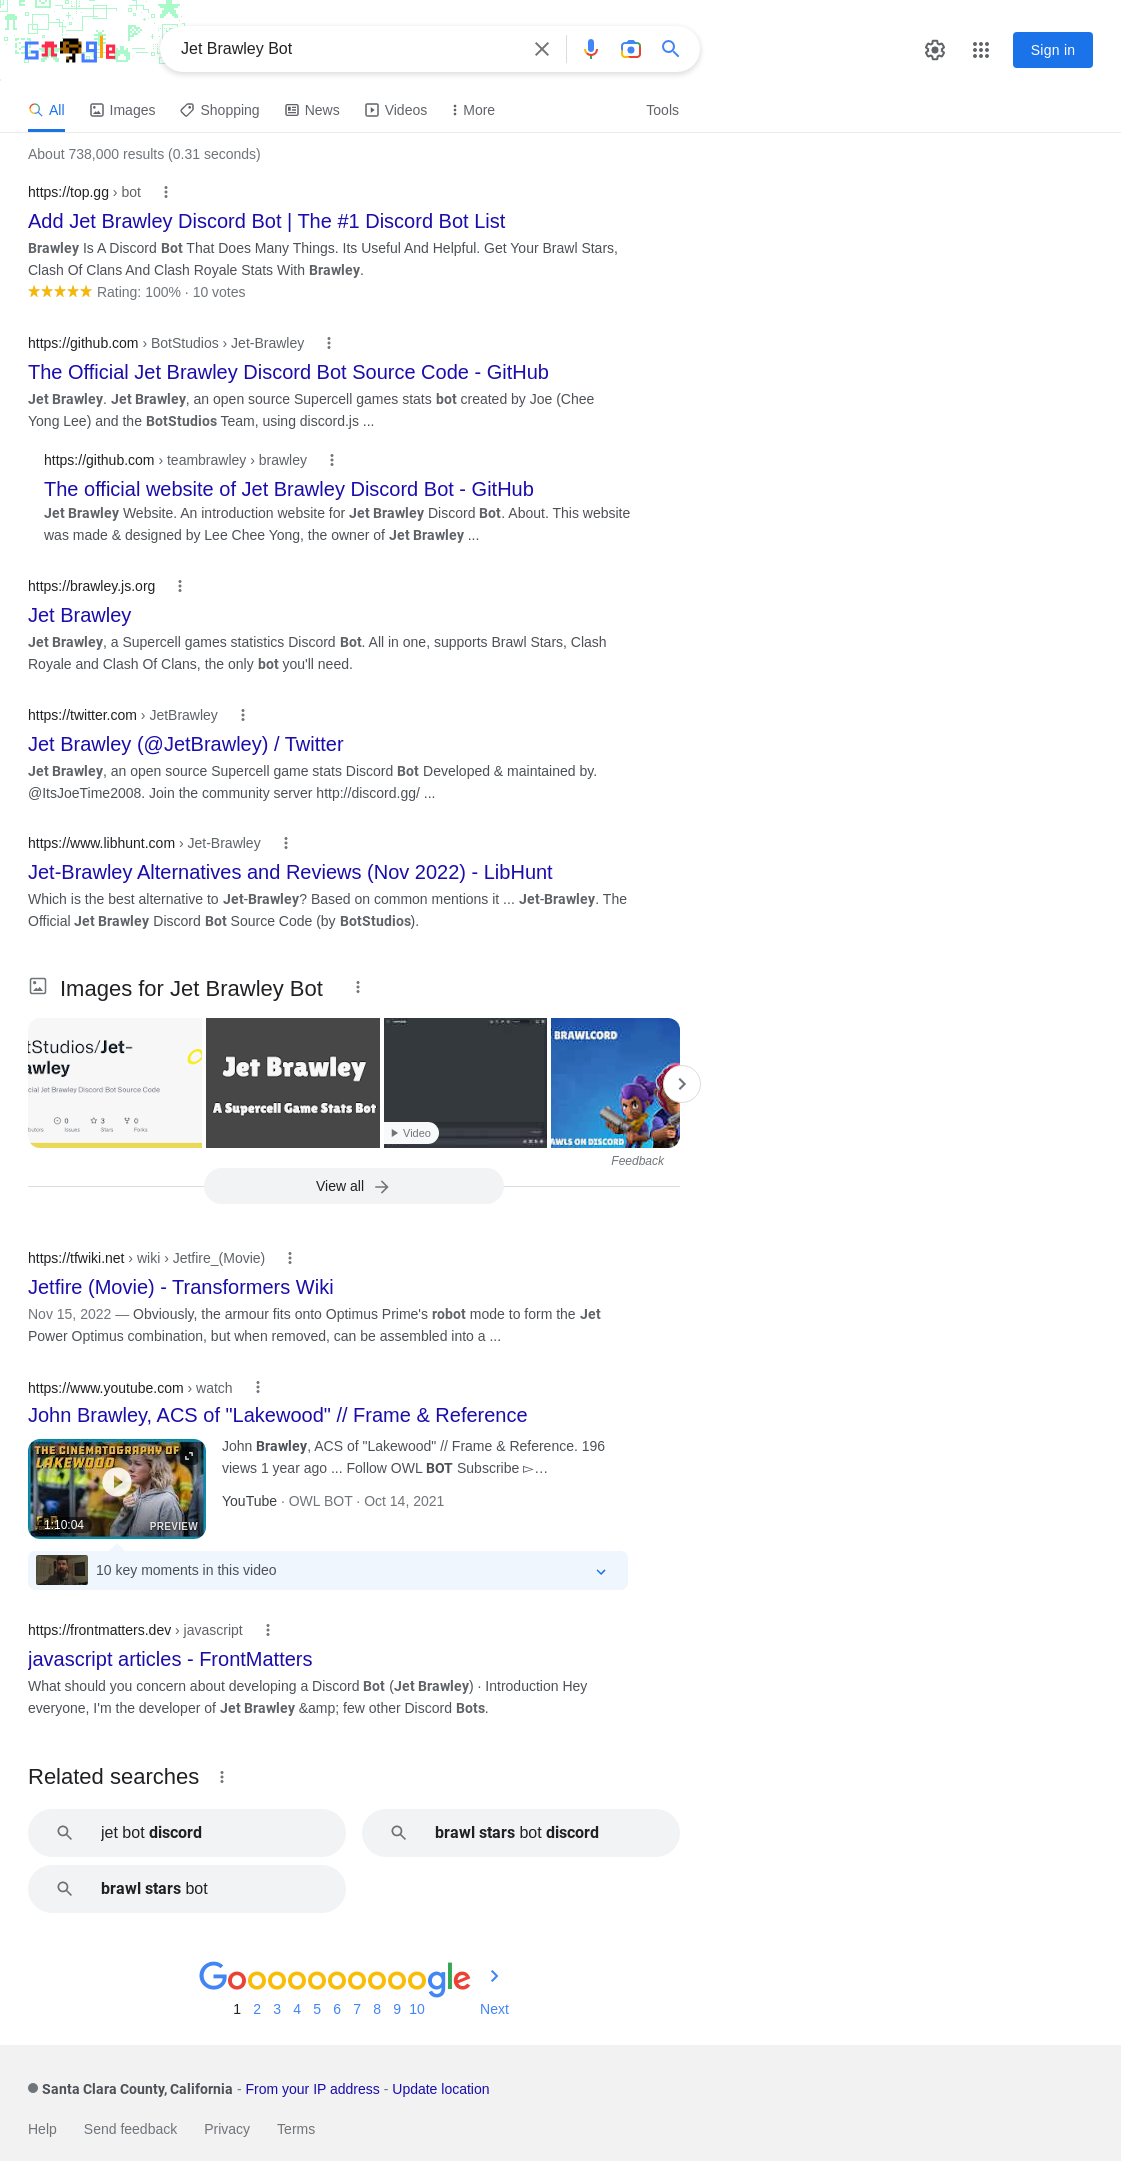 Google
Jet Brawley Bot
Sign in
All
Images
Shopping
News
Videos
More
Tools
About 738,000 results (0.31 seconds)
https://top.gg › bot
Add Jet Brawley Discord Bot | The #1 Discord Bot List
Brawley Is A Discord Bot That Does Many Things. Its Useful And Helpful. Get Your Brawl Stars,
Clash Of Clans And Clash Royale Stats With Brawley.
Rating: 100% · 10 votes
https://github.com › BotStudios › Jet-Brawley
The Official Jet Brawley Discord Bot Source Code - GitHub
Jet Brawley. Jet Brawley, an open source Supercell games stats bot created by Joe (Chee
Yong Lee) and the BotStudios Team, using discord.js ...
https://github.com › teambrawley › brawley
The official website of Jet Brawley Discord Bot - GitHub
Jet Brawley Website. An introduction website for Jet Brawley Discord Bot. About. This website
was made & designed by Lee Chee Yong, the owner of Jet Brawley ...
https://brawley.js.org
Jet Brawley
Jet Brawley, a Supercell games statistics Discord Bot. All in one, supports Brawl Stars, Clash
Royale and Clash Of Clans, the only bot you'll need.
https://twitter.com › JetBrawley
Jet Brawley (@JetBrawley) / Twitter
Jet Brawley, an open source Supercell game stats Discord Bot Developed & maintained by.
@ItsJoeTime2008. Join the community server http://discord.gg/ ...
https://www.libhunt.com › Jet-Brawley
Jet-Brawley Alternatives and Reviews (Nov 2022) - LibHunt
Which is the best alternative to Jet-Brawley? Based on common mentions it ... Jet-Brawley. The
Official Jet Brawley Discord Bot Source Code (by BotStudios).
Images for Jet Brawley Bot
tStudios/Jet-
awley
cial Jet Brawley Discord Bot Source Code
0
3
0
Issues
Stars
Forks
Jet Brawley
A Supercell Game Stats Bot
Video
BRAWLCORD
AWLS ON DISCORD
Feedback
View all
https://tfwiki.net › wiki › Jetfire_(Movie)
Jetfire (Movie) - Transformers Wiki
Nov 15, 2022 — Obviously, the armour fits onto Optimus Prime's robot mode to form the Jet
Power Optimus combination, but when removed, can be assembled into a ...
https://www.youtube.com › watch
John Brawley, ACS of "Lakewood" // Frame & Reference
THE CINEMATOGRAPHY OF
LAKEWOOD
1:10:04
PREVIEW
John Brawley, ACS of "Lakewood" // Frame & Reference. 196
views 1 year ago ... Follow OWL BOT Subscribe ▻…
YouTube · OWL BOT · Oct 14, 2021
10 key moments in this video
https://frontmatters.dev › javascript
javascript articles - FrontMatters
What should you concern about developing a Discord Bot (Jet Brawley) · Introduction Hey
everyone, I'm the developer of Jet Brawley &amp; few other Discord Bots.
Related searches
jet bot discord
brawl stars bot discord
brawl stars bot
Goooooooooogle
1 2 3 4 5 6 7 8 9 10 Next
Santa Clara County, California - From your IP address - Update location
Help
Send feedback
Privacy
Terms